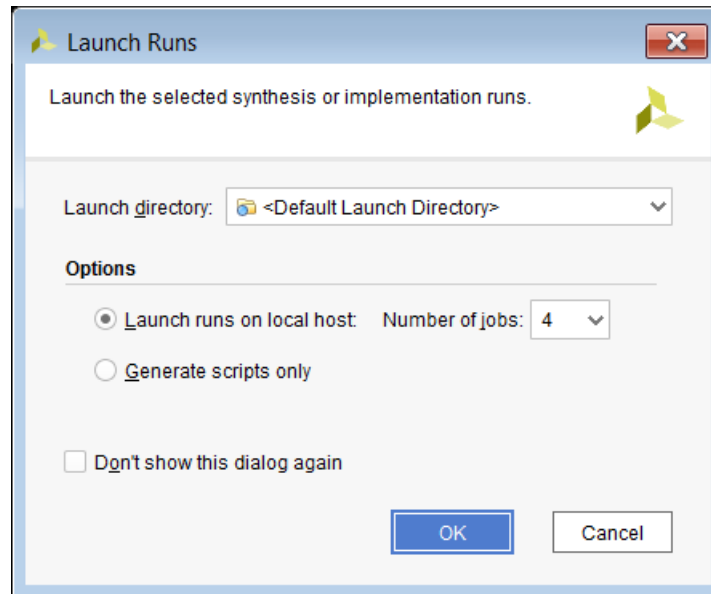 Launch Runs
Launch the selected synthesis or implementation runs.
Launch directory: <Default Launch Directory>
Options
Launch runs on local host: Number of jobs: 4
Generate scripts only
Don't show this dialog again
OK Cancel